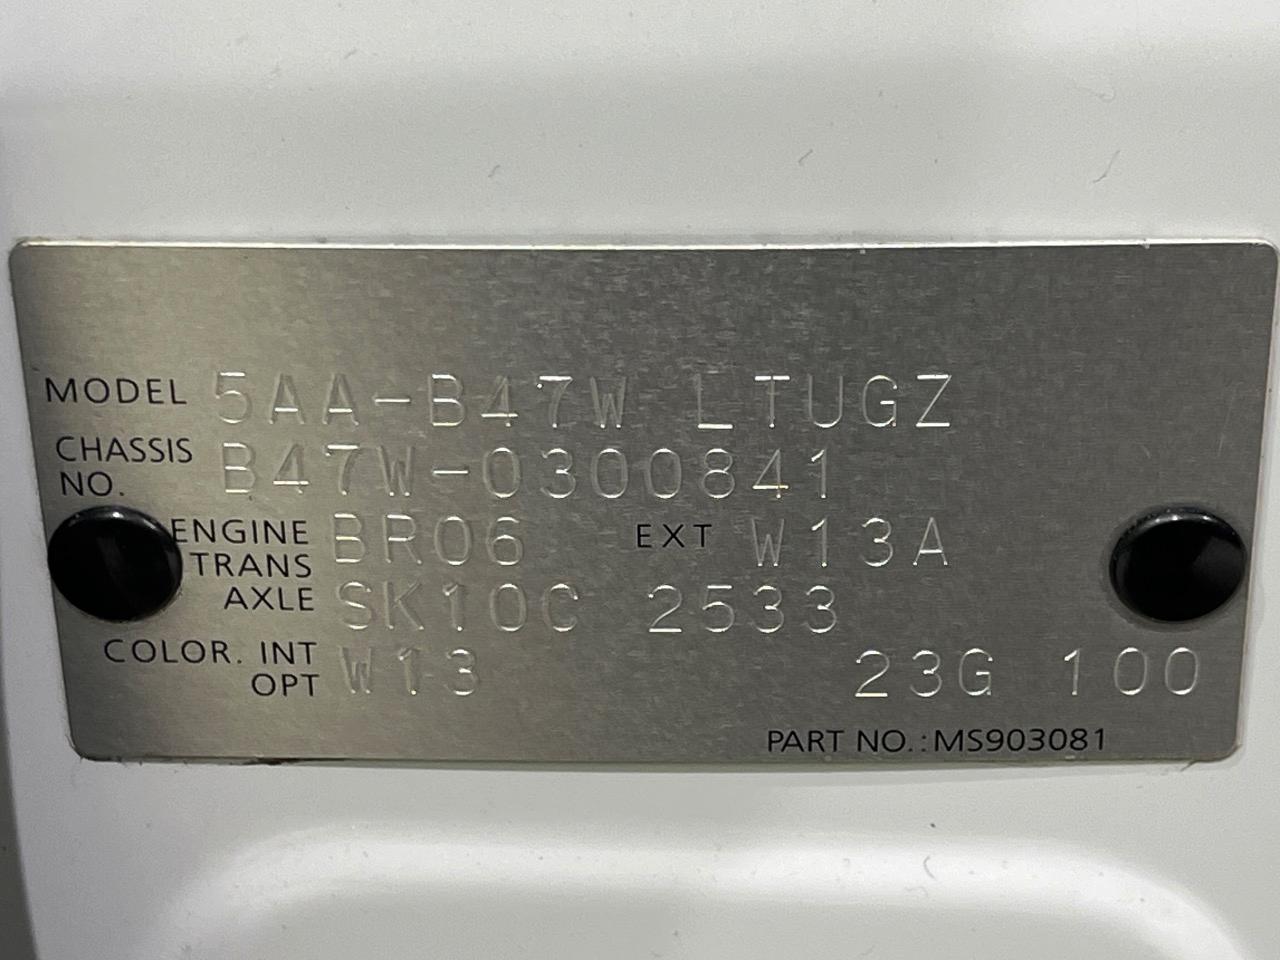 MODEL 5AA-B47W LTUGZ
CHASSIS NO. B47W-0300841
ENGINE BR06 EXT W13A
TRANS AXLE SK10C 2533
COLOR. INT OPT W13 23G 100
PART NO.:MS903081